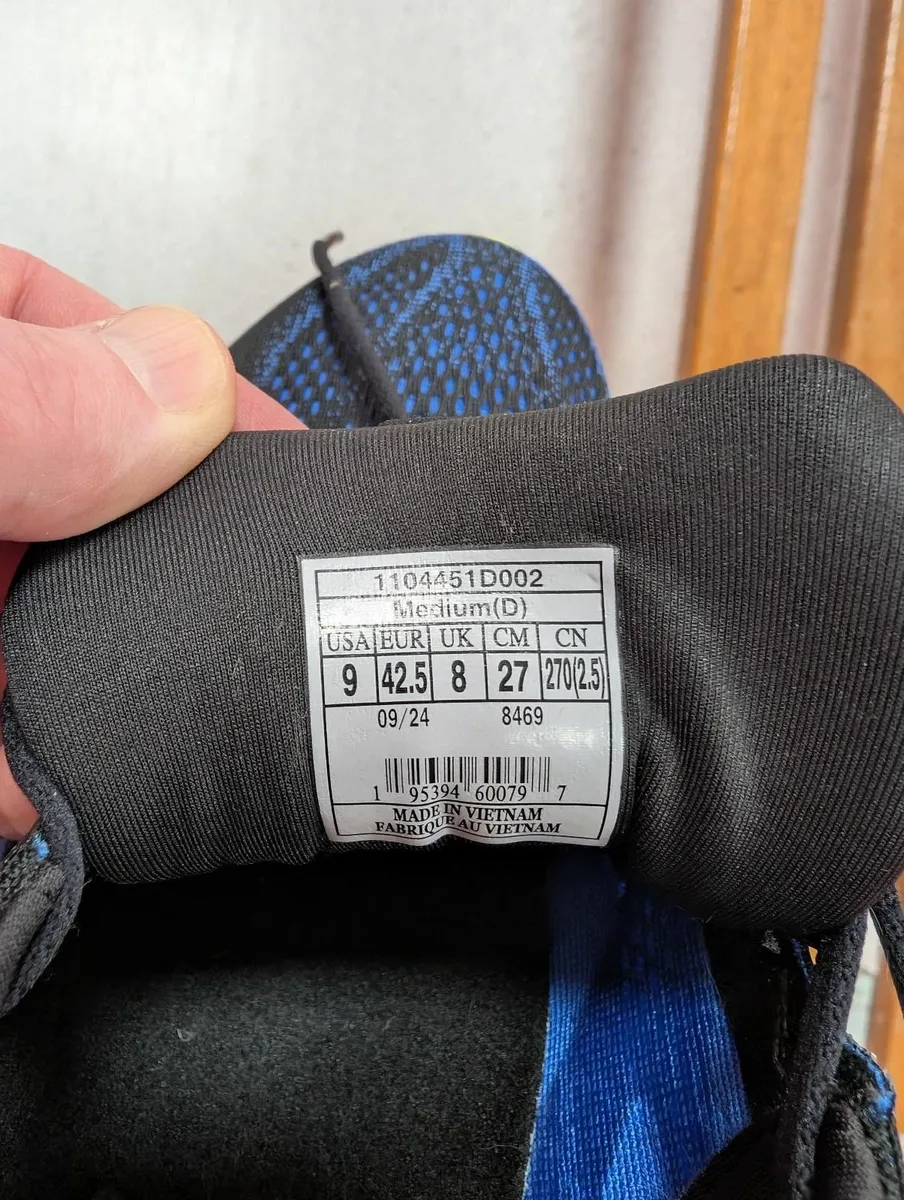 1104451D002
Medium(D)
USA EUR UK CM CN
9 42.5 8 27 270(2.5)
09/24 8469
1 95394 60079 7
MADE IN VIETNAM
FABRIQUE AU VIETNAM